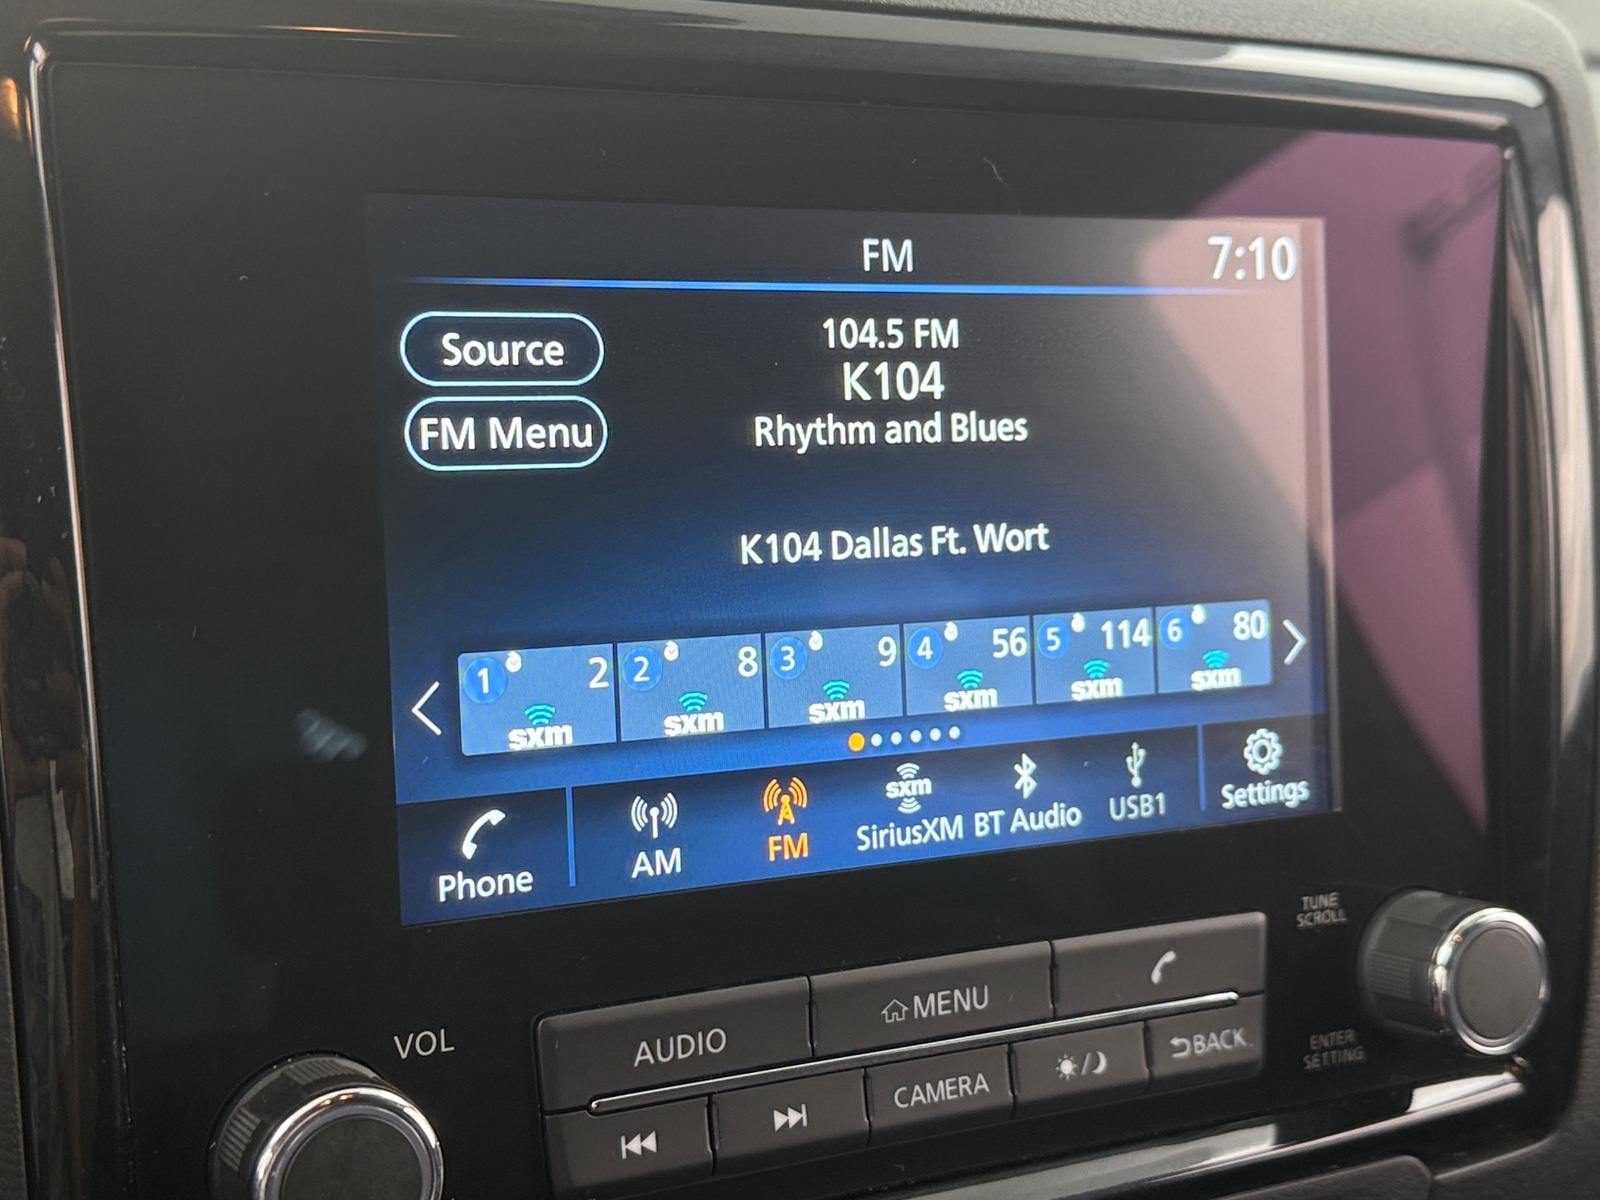 FM
7:10
Source
104.5 FM
K104
FM Menu
Rhythm and Blues
K104 Dallas Ft. Wort
1 2 sxm
2 8 sxm
3 9 sxm
4 56 sxm
5 114 sxm
6 80 sxm
Phone
AM
FM
sxm
SiriusXM
BT Audio
USB1
Settings
TUNE
SCROLL
VOL
AUDIO
MENU
CAMERA
BACK
ENTER
SETTING